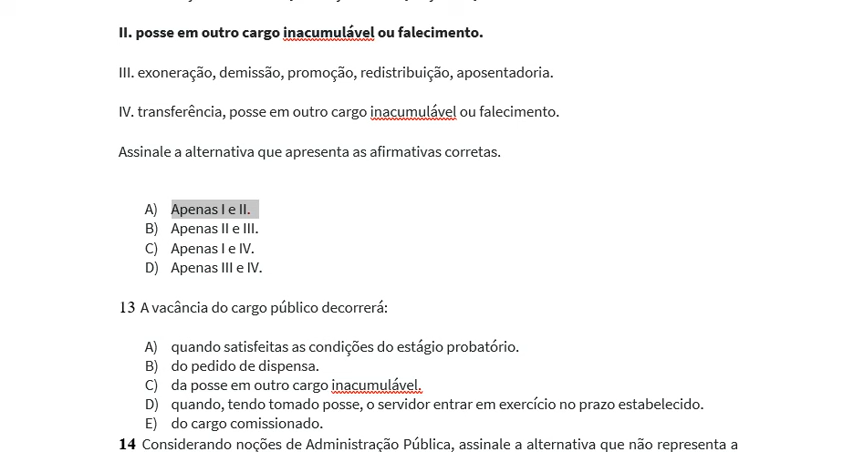 II. posse em outro cargo inacumulável ou falecimento.
III. exoneração, demissão, promoção, redistribuição, aposentadoria.
IV. transferência, posse em outro cargo inacumulável ou falecimento.
Assinale a alternativa que apresenta as afirmativas corretas.
A) Apenas I e II.
B) Apenas II e III.
C) Apenas I e IV.
D) Apenas III e IV.
13 A vacância do cargo público decorrerá:
A) quando satisfeitas as condições do estágio probatório.
B) do pedido de dispensa.
C) da posse em outro cargo inacumulável.
D) quando, tendo tomado posse, o servidor entrar em exercício no prazo estabelecido.
E) do cargo comissionado.
14 Considerando noções de Administração Pública, assinale a alternativa que não representa a